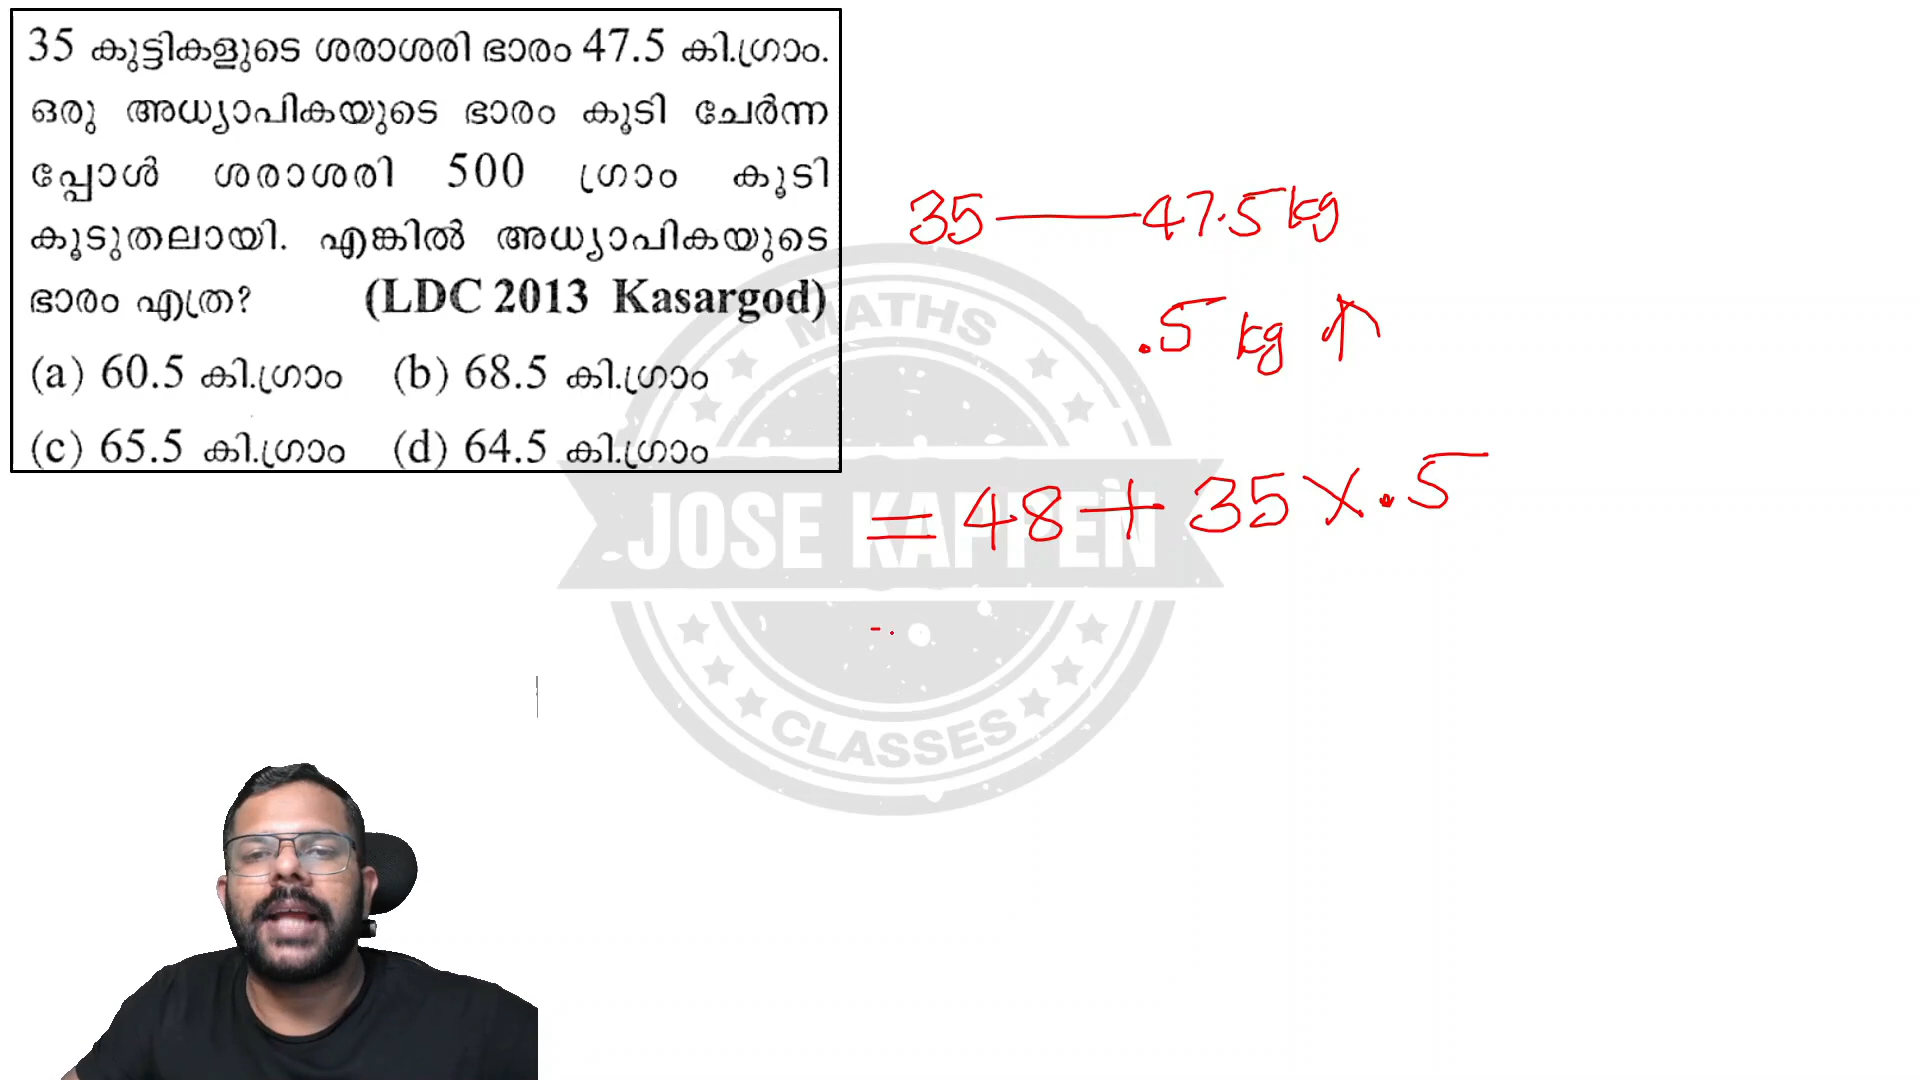 35 കുട്ടികളുടെ ശരാശരി ഭാരം 47.5 കി.ഗ്രാം.
ഒരു അധ്യാപികയുടെ ഭാരം കൂടി ചേർന്ന
പ്പോൾ ശരാശരി 500 ഗ്രാം കൂടി
കൂടുതലായി. എങ്കിൽ അധ്യാപികയുടെ
ഭാരം എത്ര? (LDC 2013 Kasargod)
(a) 60.5 കി.ഗ്രാം (b) 68.5 കി.ഗ്രാം
(c) 65.5 കി.ഗ്രാം (d) 64.5 കി.ഗ്രാം
35 — 47.5 kg
.5 kg ↑
= 48 + 35 × .5
MATHS
JOSE KAPPEN
CLASSES